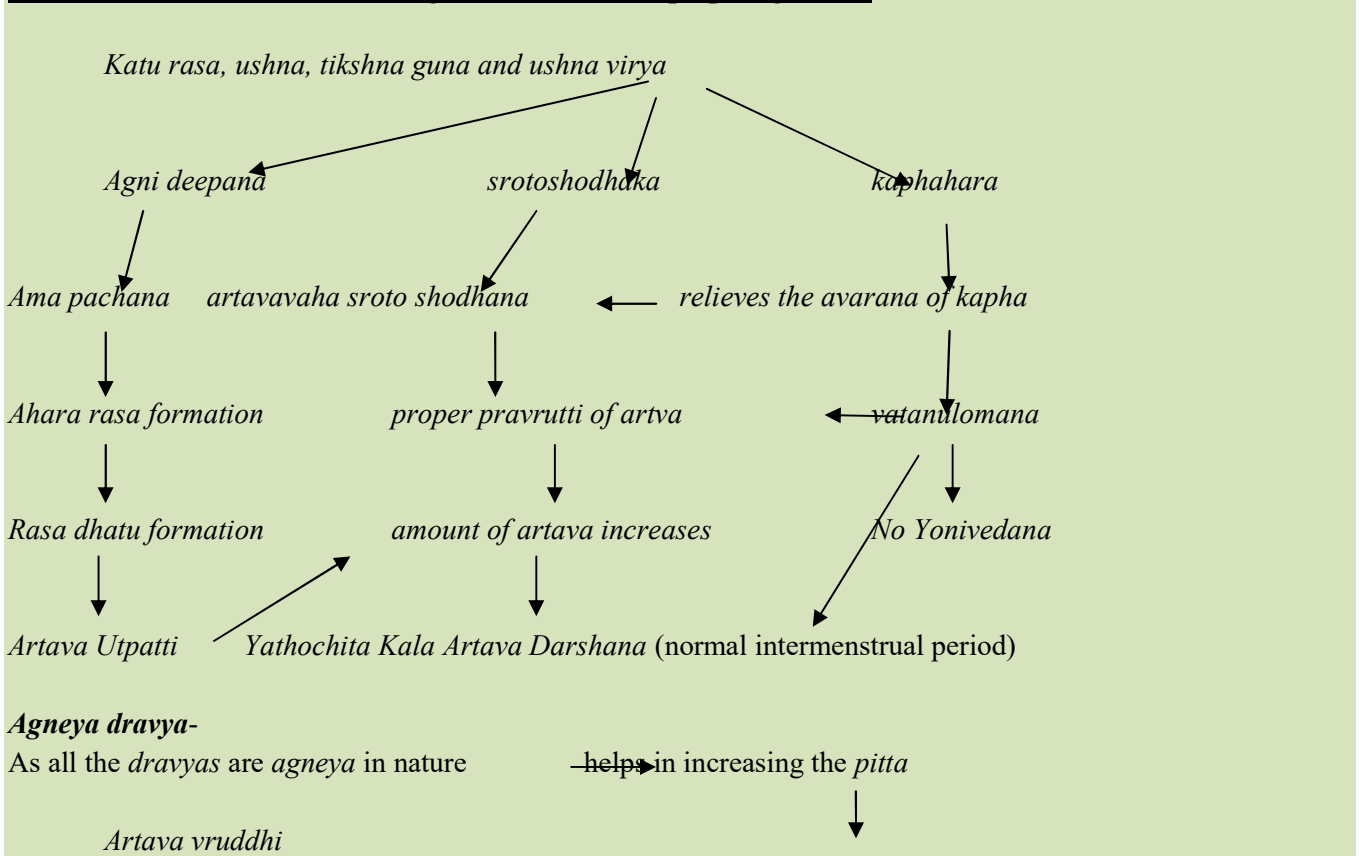 Katu rasa, ushna, tikshna guna and ushna virya
Agni deepana srotoshodhaka kaphahara
Ama pachana artavavaha sroto shodhana relieves the avarana of kapha
Ahara rasa formation proper pravrutti of artva vatanulomana
Rasa dhatu formation amount of artava increases No Yonivedana
Artava Utpatti Yathochita Kala Artava Darshana (normal intermenstrual period)
Agneya dravya-
As all the dravyas are agneya in nature helps in increasing the pitta
Artava vruddhi